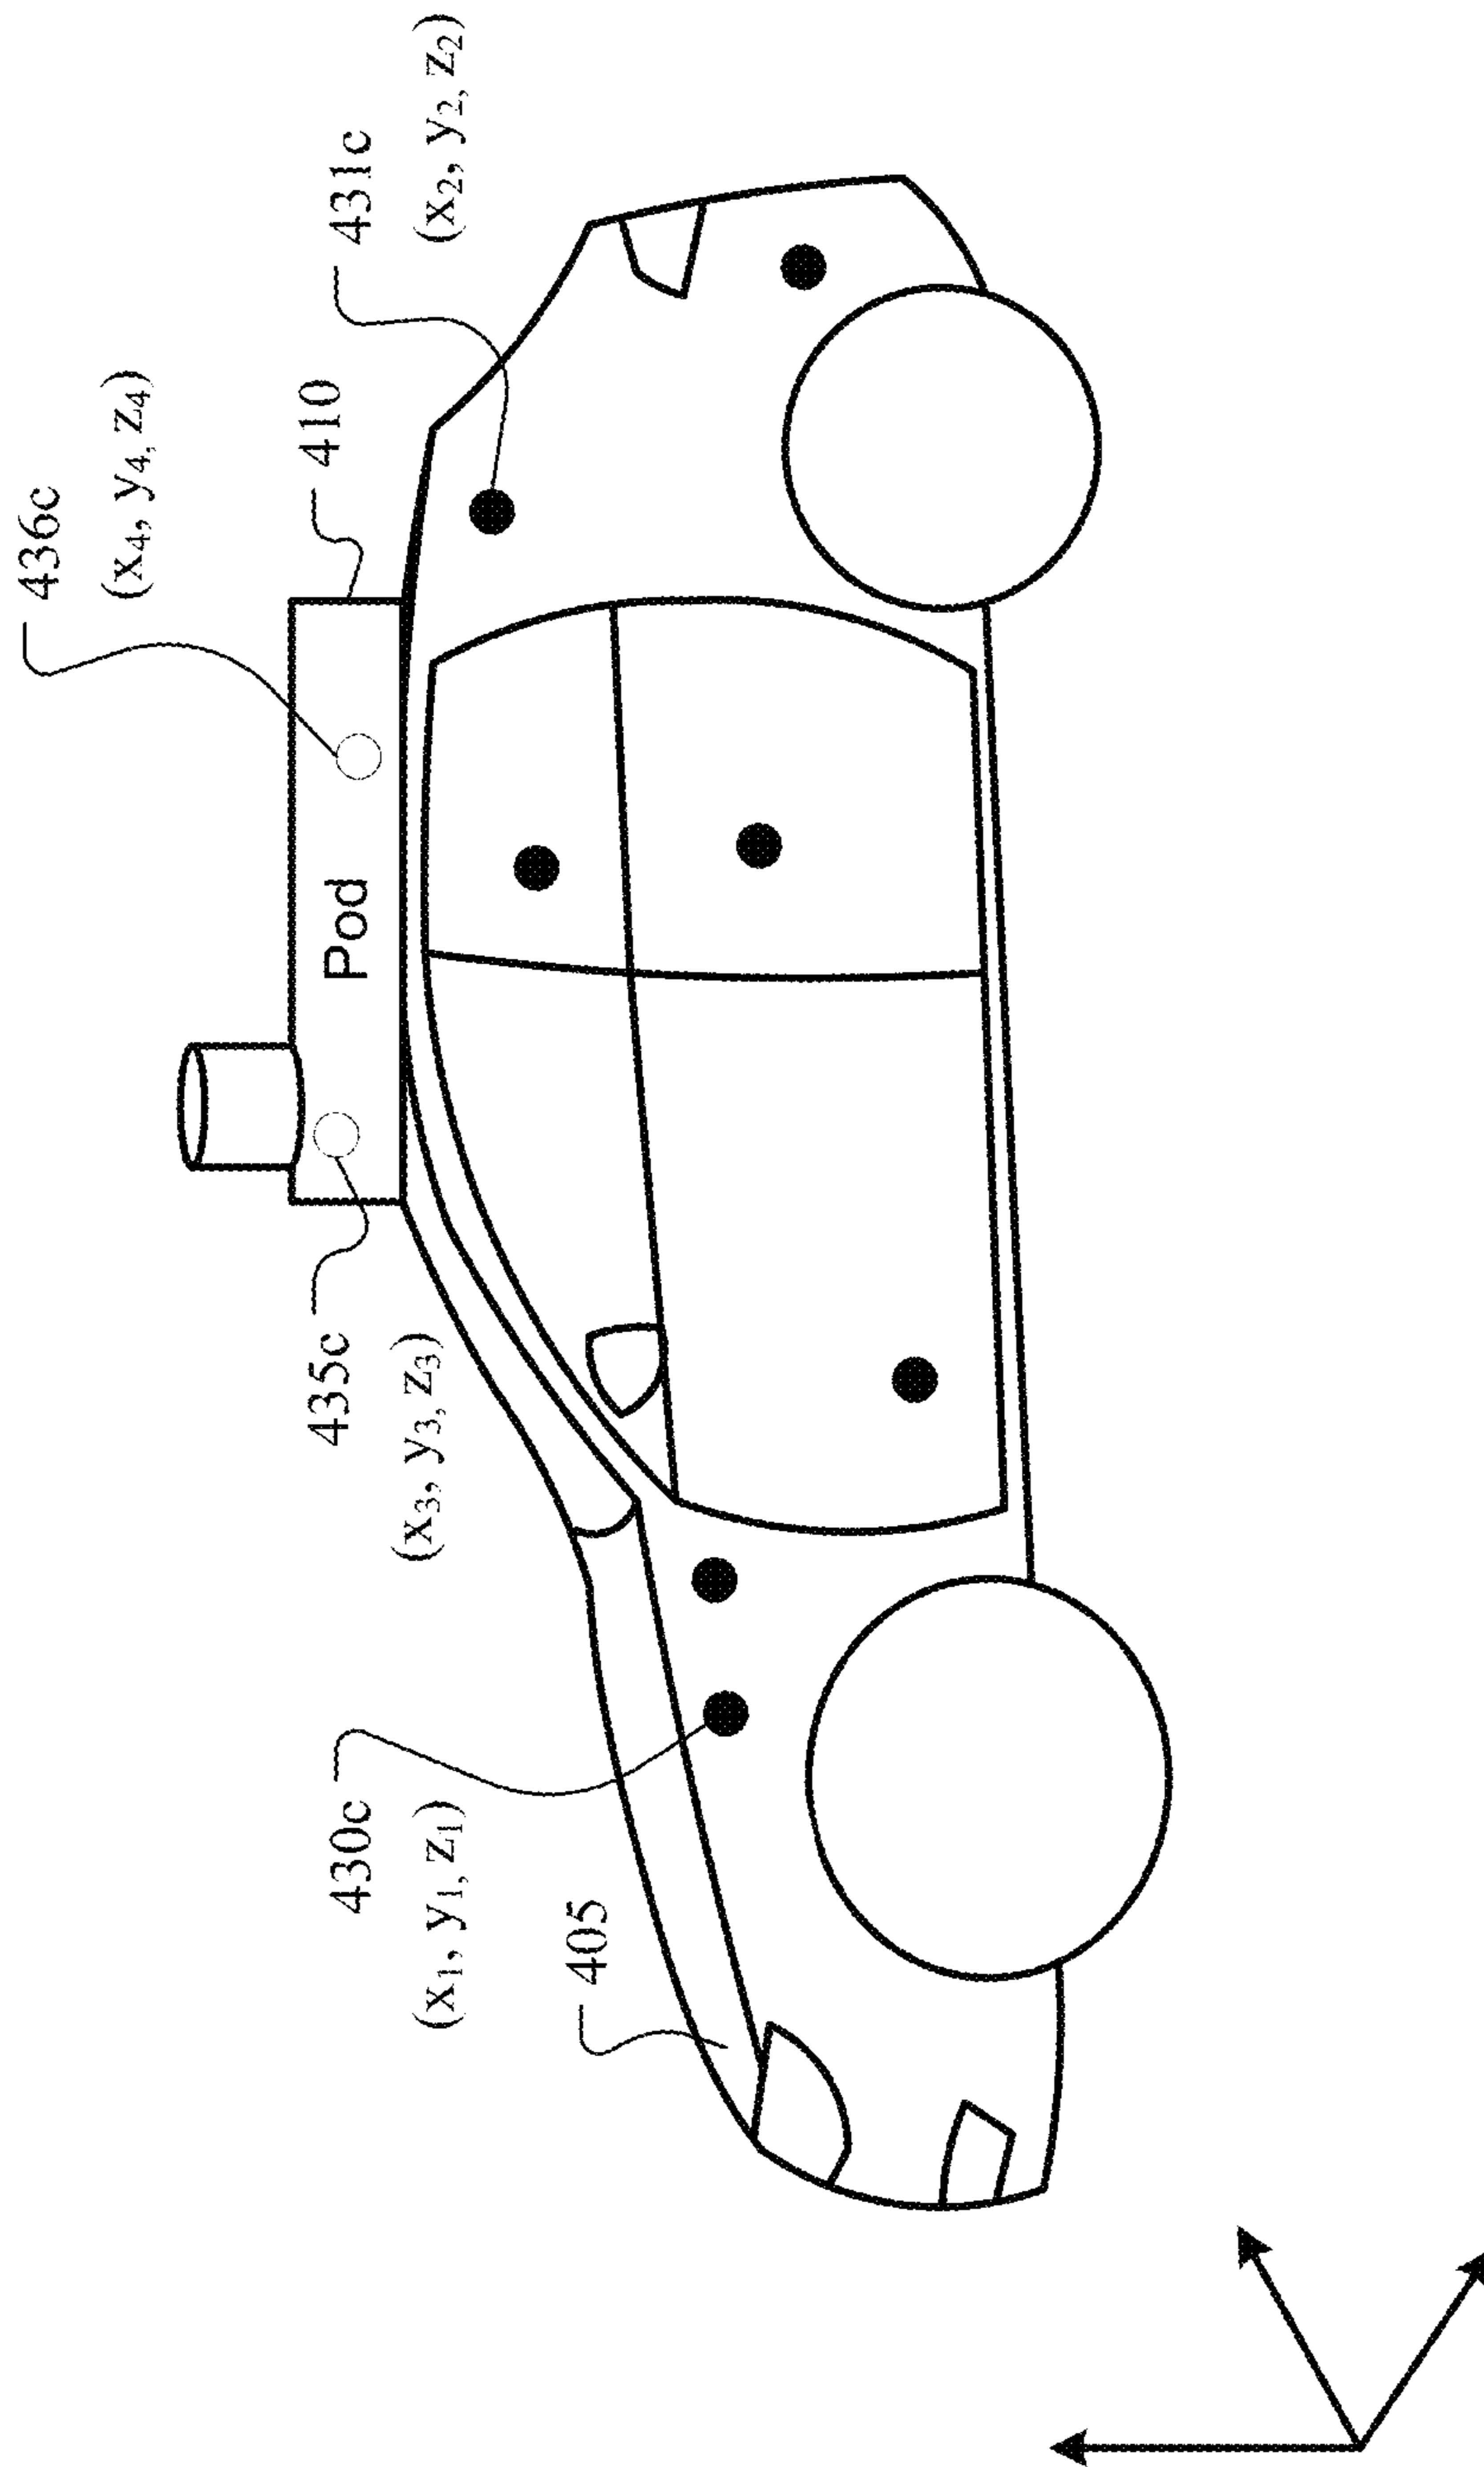 436c
(x₄, y₄, z₄)
435c
(x₃, y₃, z₃)
Pod
410
430c
(x₁, y₁, z₁)
431c
(x₂, y₂, z₂)
405